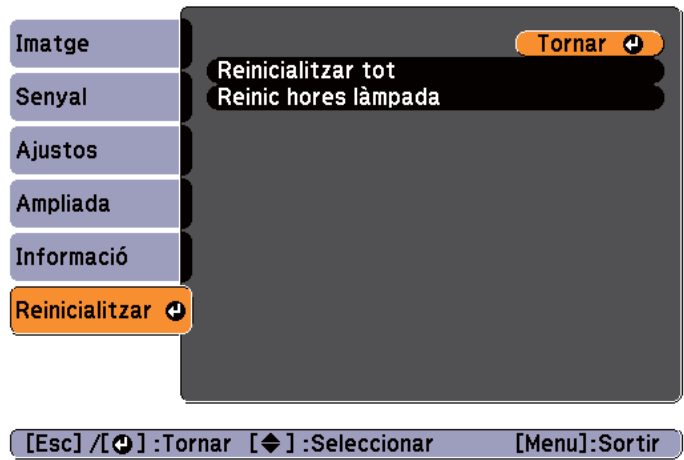 Imatge
Senyal
Ajustos
Ampliada
Informació
Reinicialitzar
Tornar
Reinicialitzar tot
Reinic hores làmpada
[Esc] /[ ] :Tornar [ ] :Seleccionar [Menu]:Sortir